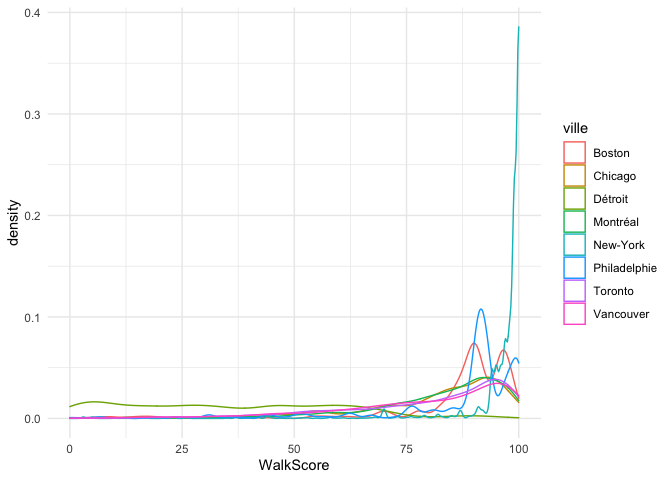 0.4
0.3
0.2
0.1
0.0
density
0 25 50 75 100
WalkScore
ville
Boston
Chicago
Détroit
Montréal
New-York
Philadelphie
Toronto
Vancouver